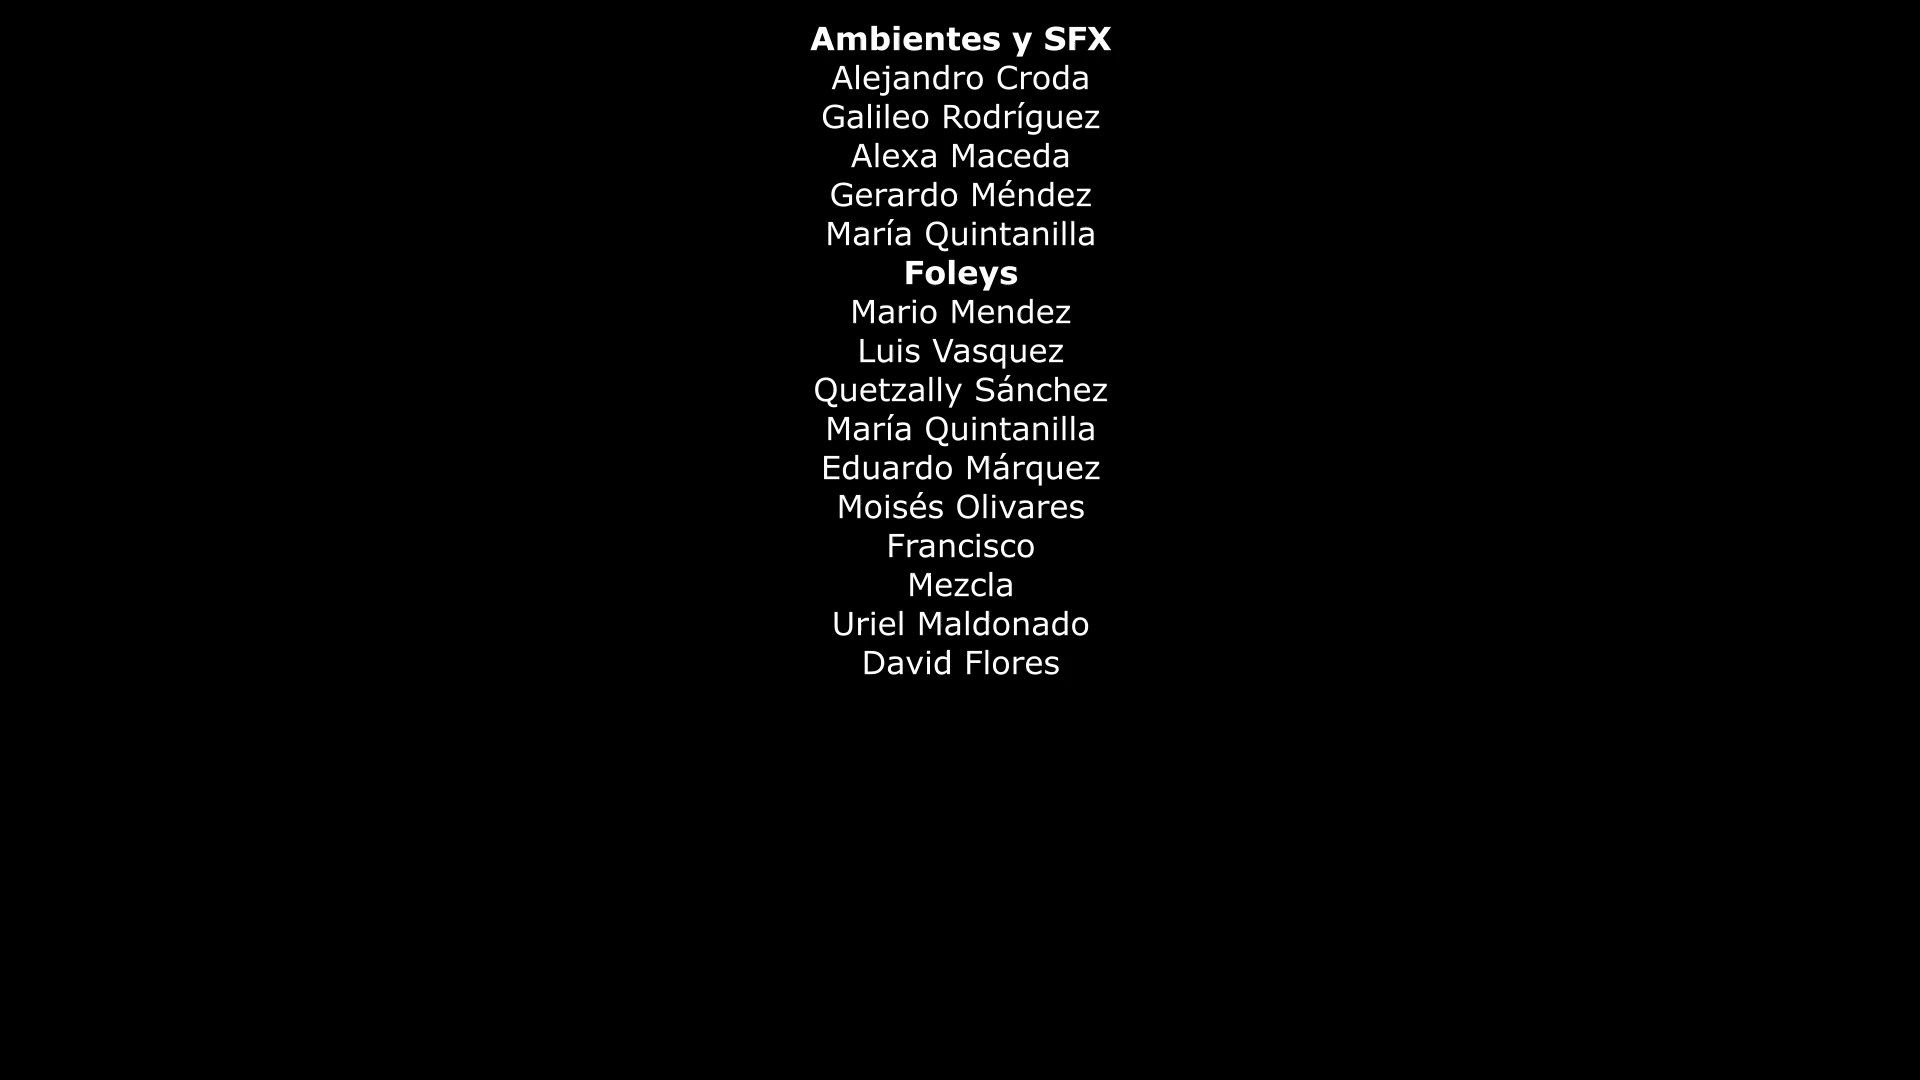 Ambientes y SFX
Alejandro Croda
Galileo Rodríguez
Alexa Maceda
Gerardo Méndez
María Quintanilla
Foleys
Mario Mendez
Luis Vasquez
Quetzally Sánchez
María Quintanilla
Eduardo Márquez
Moisés Olivares
Francisco
Mezcla
Uriel Maldonado
David Flores